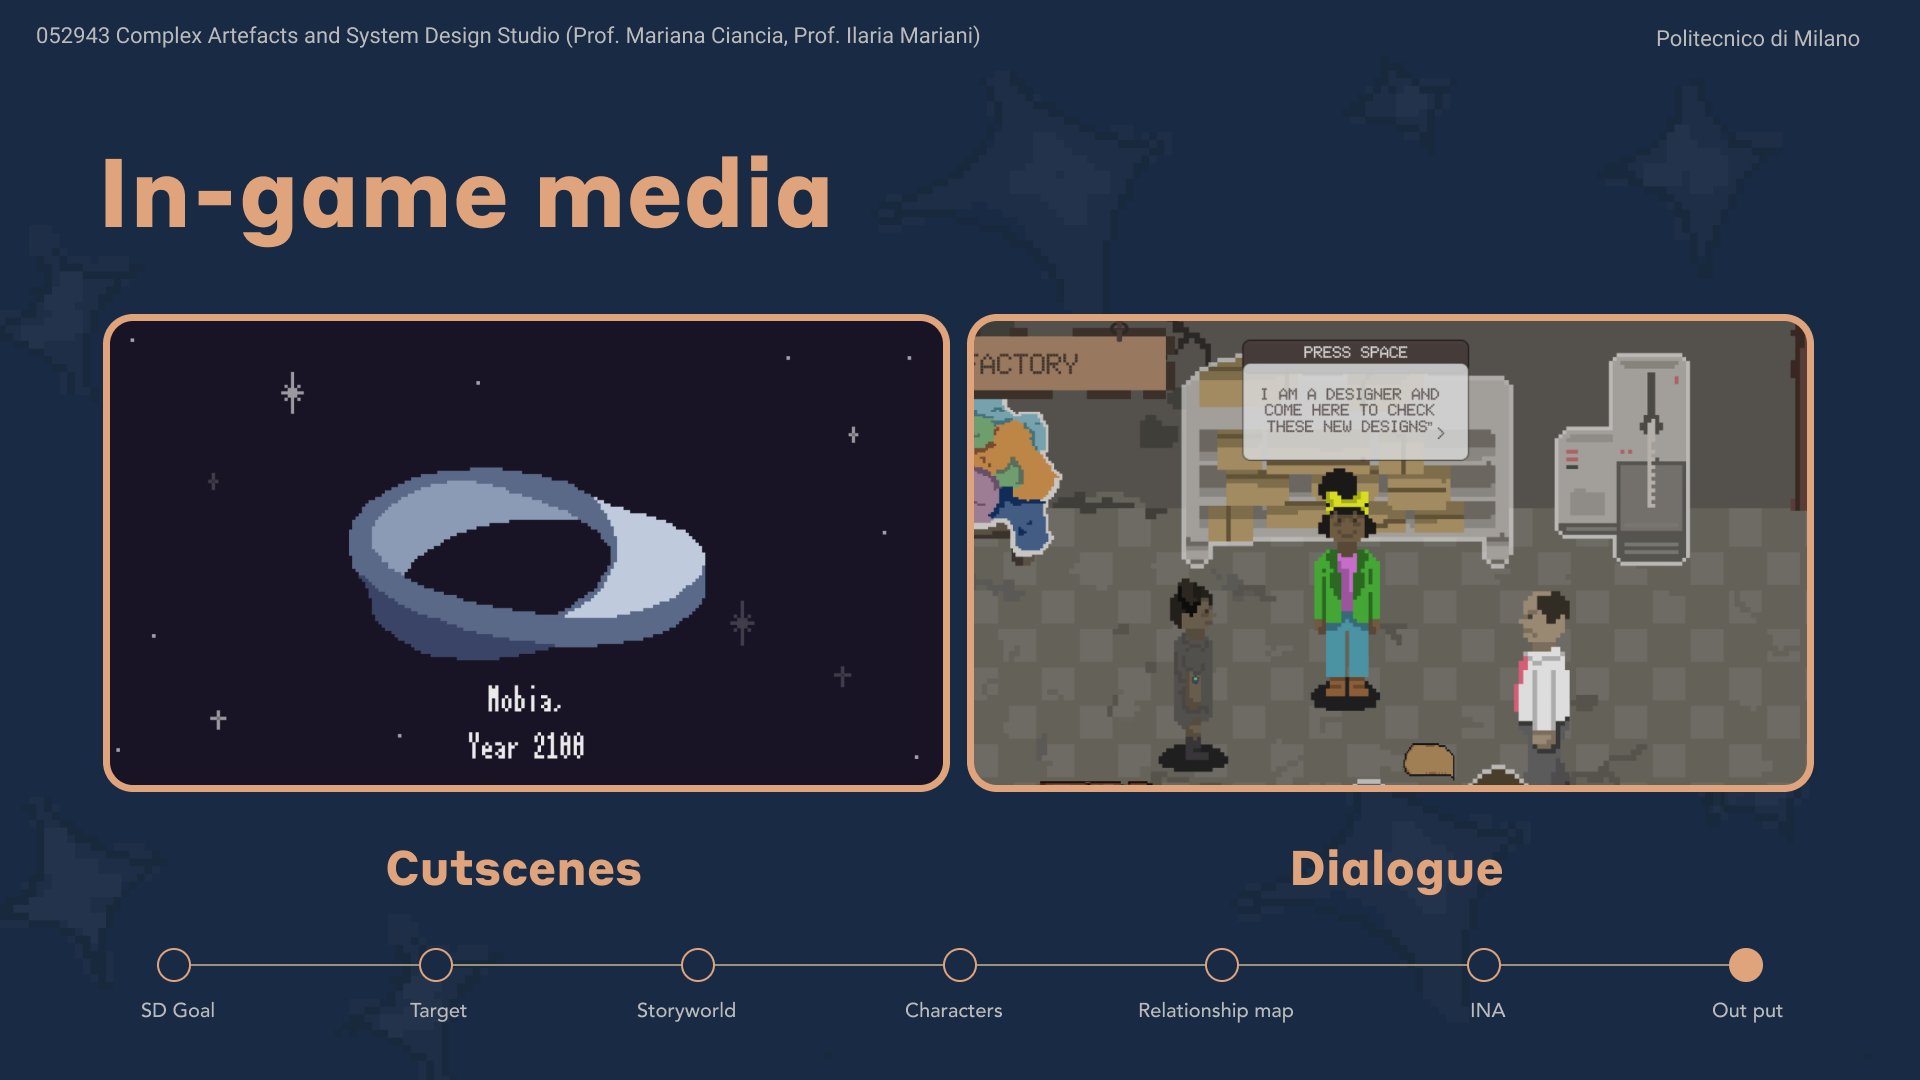 052943 Complex Artefacts and System Design Studio (Prof. Mariana Ciancia, Prof. Ilaria Mariani)
Politecnico di Milano
In-game media
Mobia.
Year 2100
FACTORY
PRESS SPACE
I AM A DESIGNER AND
COME HERE TO CHECK
THESE NEW DESIGNS"
Cutscenes
Dialogue
SD Goal
Target
Storyworld
Characters
Relationship map
INA
Out put